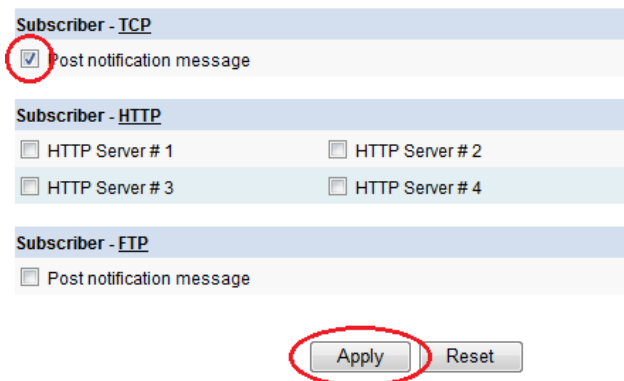 Subscriber - TCP
Post notification message
Subscriber - HTTP
HTTP Server # 1 HTTP Server # 2
HTTP Server # 3 HTTP Server # 4
Subscriber - FTP
Post notification message
Apply Reset